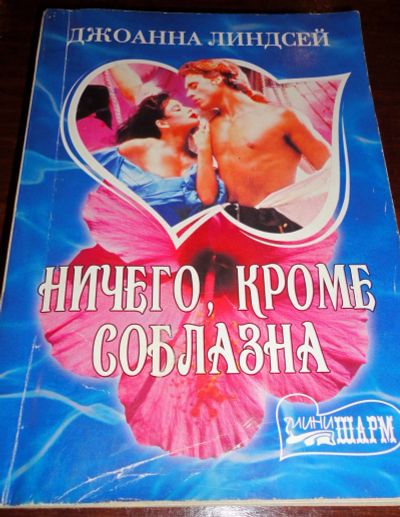 ДЖОАННА ЛИНДСЕЙ
НИЧЕГО, КРОМЕ
СОБЛАЗНА
МИНИ
ШАРМ